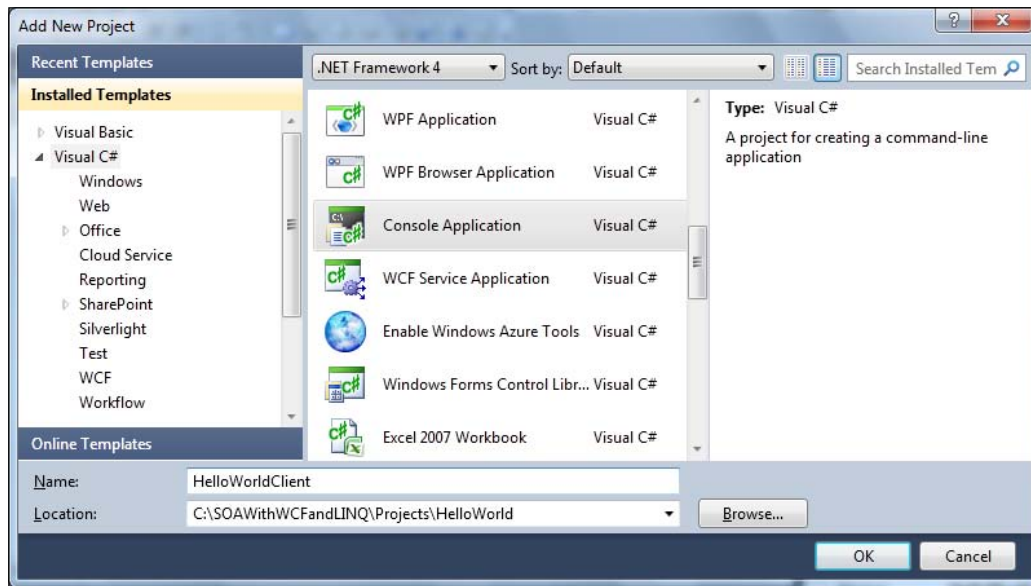 Add New Project
Recent Templates
Installed Templates
Visual Basic
Visual C#
Windows
Web
Office
Cloud Service
Reporting
SharePoint
Silverlight
Test
WCF
Workflow
Online Templates
.NET Framework 4 Sort by: Default Search Installed Tem
WPF Application Visual C#
WPF Browser Application Visual C#
Console Application Visual C#
WCF Service Application Visual C#
Enable Windows Azure Tools Visual C#
Windows Forms Control Libr... Visual C#
Excel 2007 Workbook Visual C#
Type: Visual C#
A project for creating a command-line
application
Name: HelloWorldClient
Location: C:\SOAWithWCFandLINQ\Projects\HelloWorld Browse...
OK Cancel